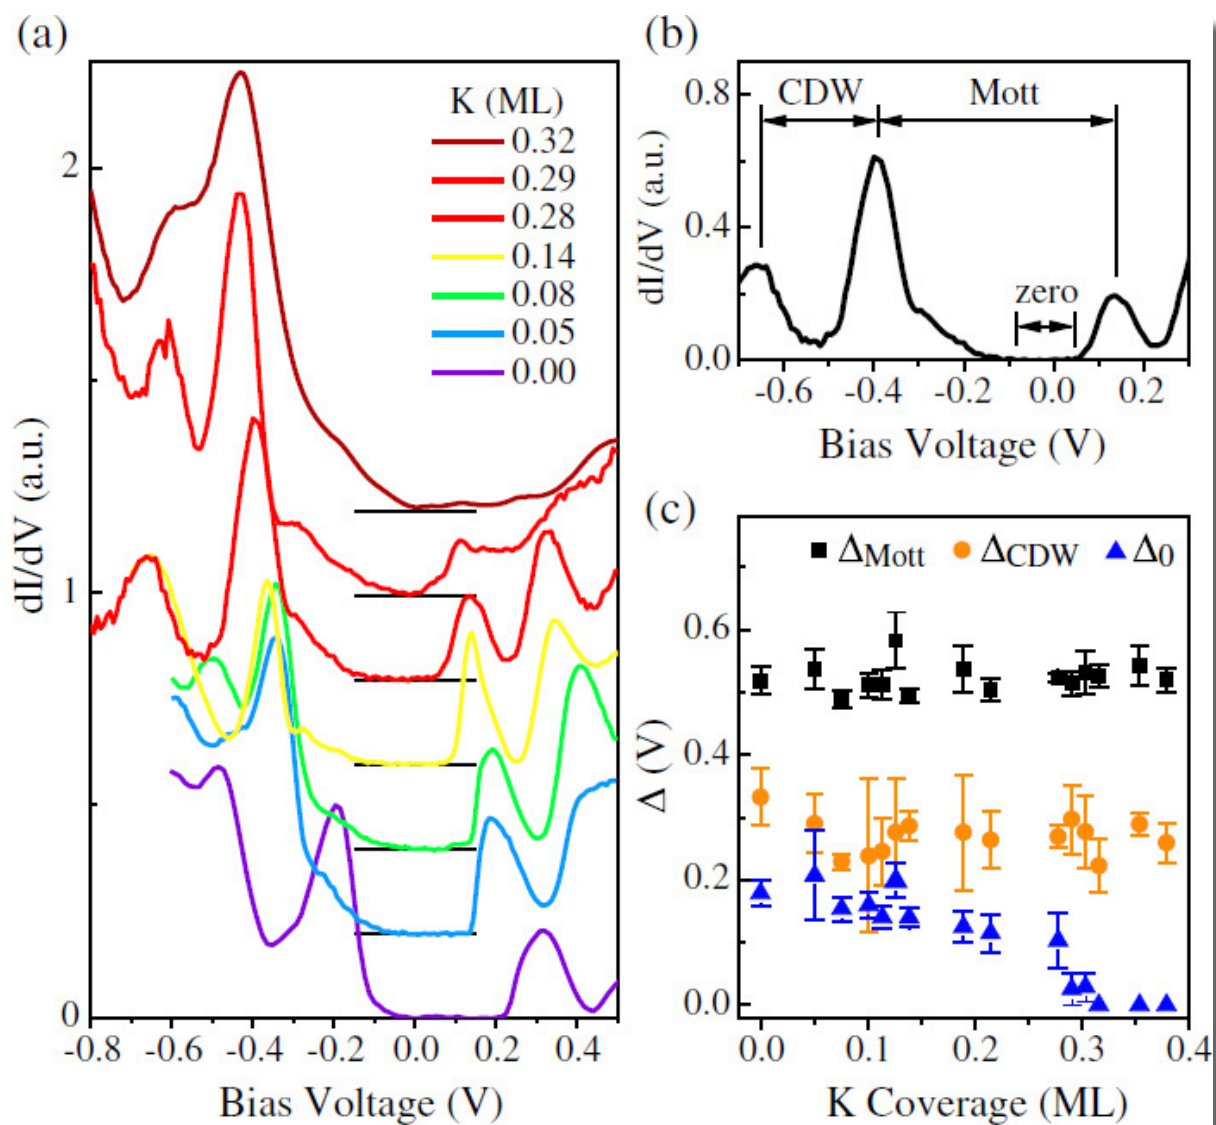 (a)
K (ML)
0.32
0.29
0.28
0.14
0.08
0.05
0.00
2
1
0
dI/dV (a.u.)
-0.8 -0.6 -0.4 -0.2 0.0 0.2 0.4
Bias Voltage (V)
(b)
CDW Mott
zero
0.8
0.4
0.0
dI/dV (a.u.)
-0.6 -0.4 -0.2 0.0 0.2
Bias Voltage (V)
(c)
ΔMott ΔCDW Δ0
0.6
0.4
0.2
0.0
Δ (V)
0.0 0.1 0.2 0.3 0.4
K Coverage (ML)